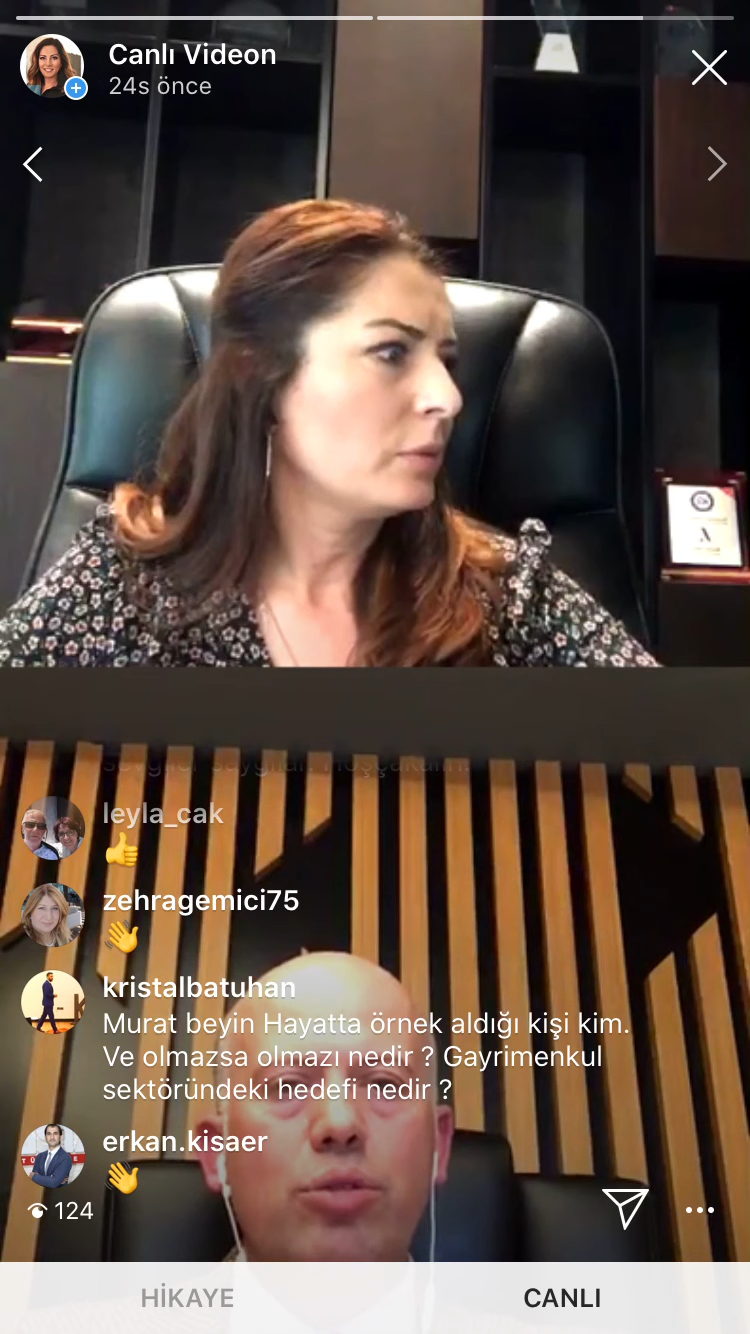 Canlı Videon
24s önce
leyla_cak
👍
zehragemici75
👋
kristalbatuhan
Murat beyin Hayatta örnek aldığı kişi kim.
Ve olmazsa olmazı nedir ? Gayrimenkul
sektöründeki hedefi nedir ?
erkan.kisaer
👋
124
HİKAYE
CANLI